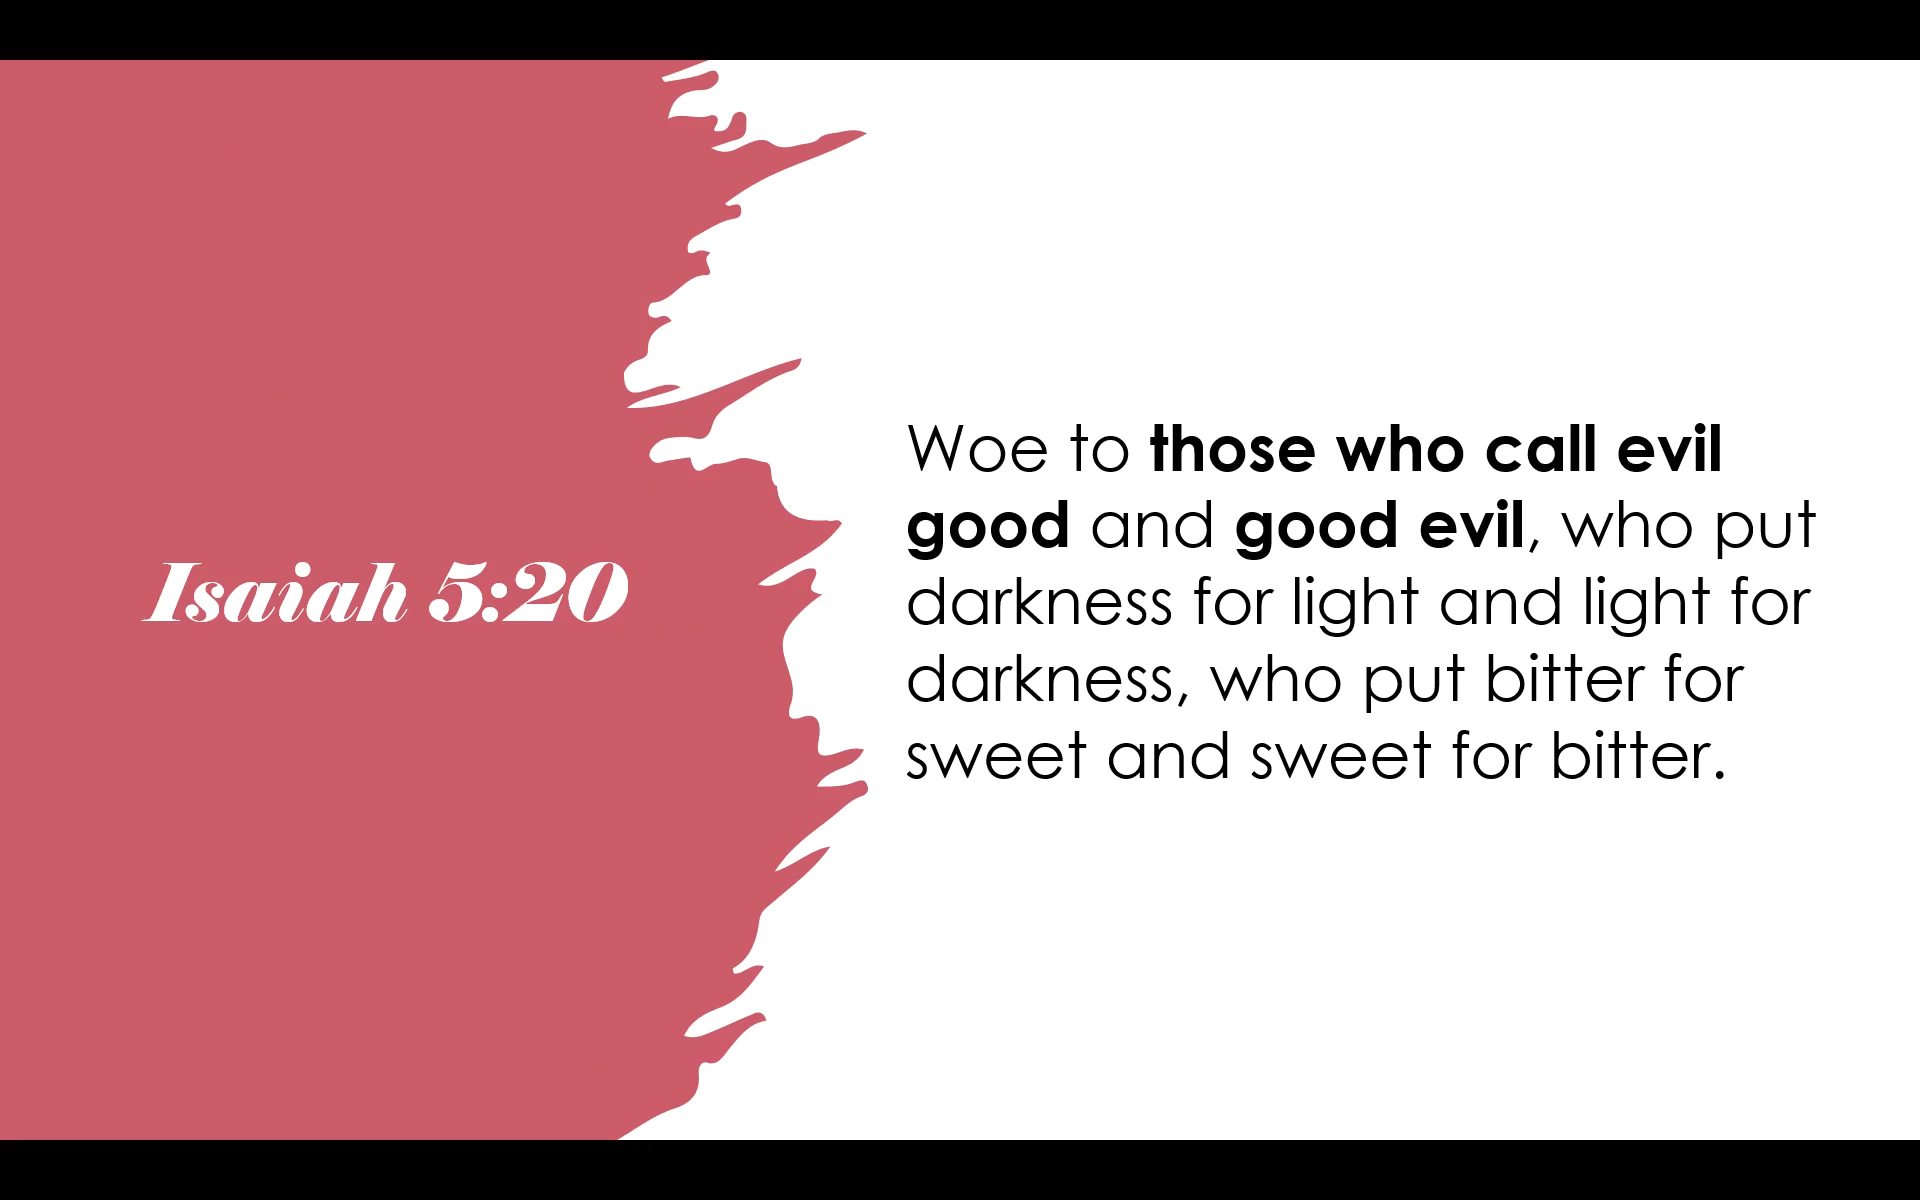 Isaiah 5:20
Woe to those who call evil
good and good evil, who put
darkness for light and light for
darkness, who put bitter for
sweet and sweet for bitter.